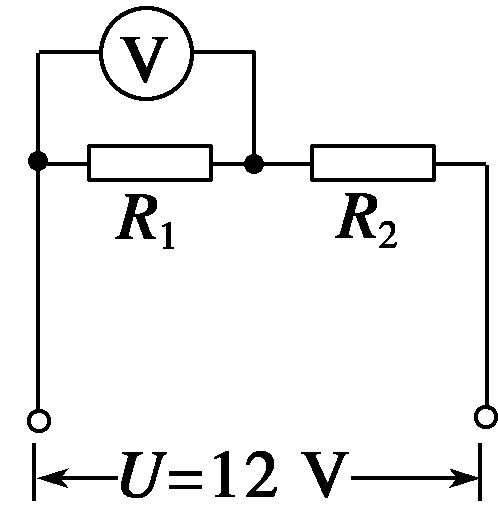 V
R₁ R₂
U=12 V